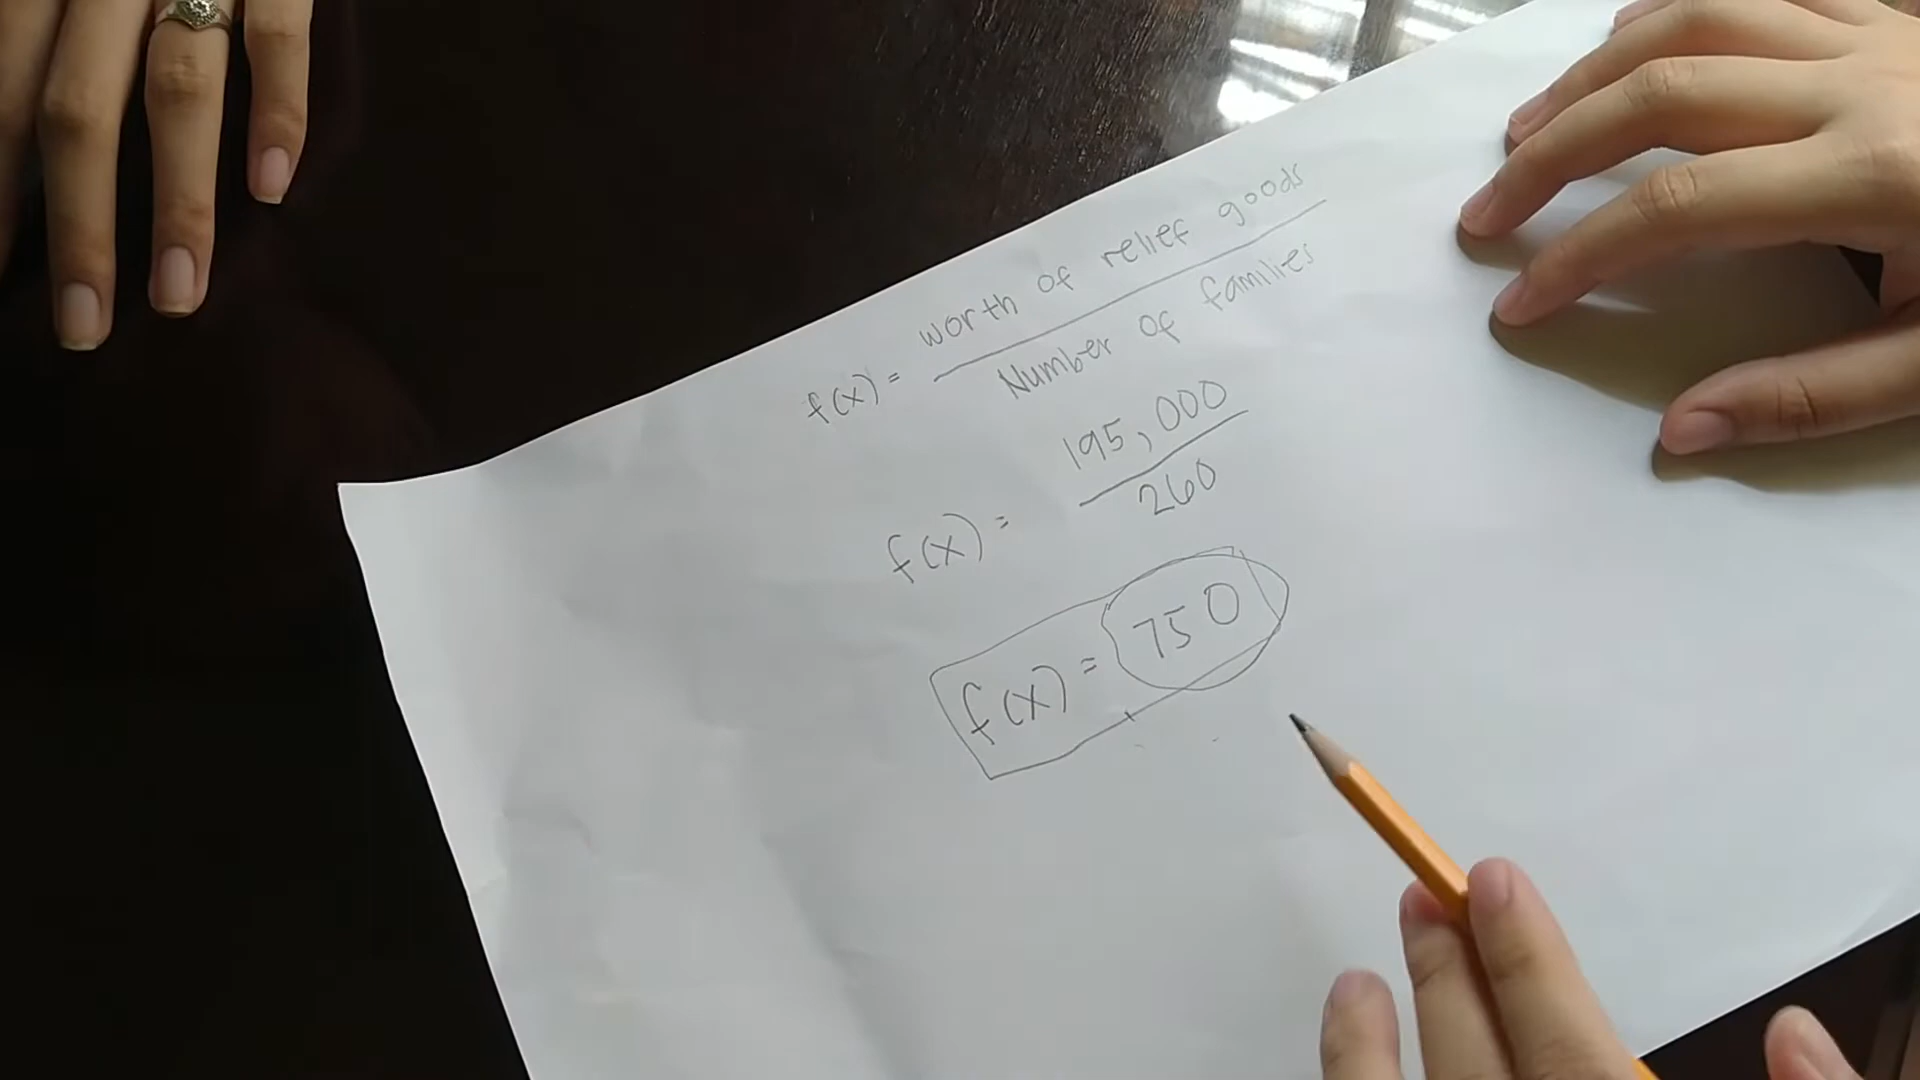 f(x) = worth of relief goods
Number of families
f(x) = 195,000
260
f(x) = 750